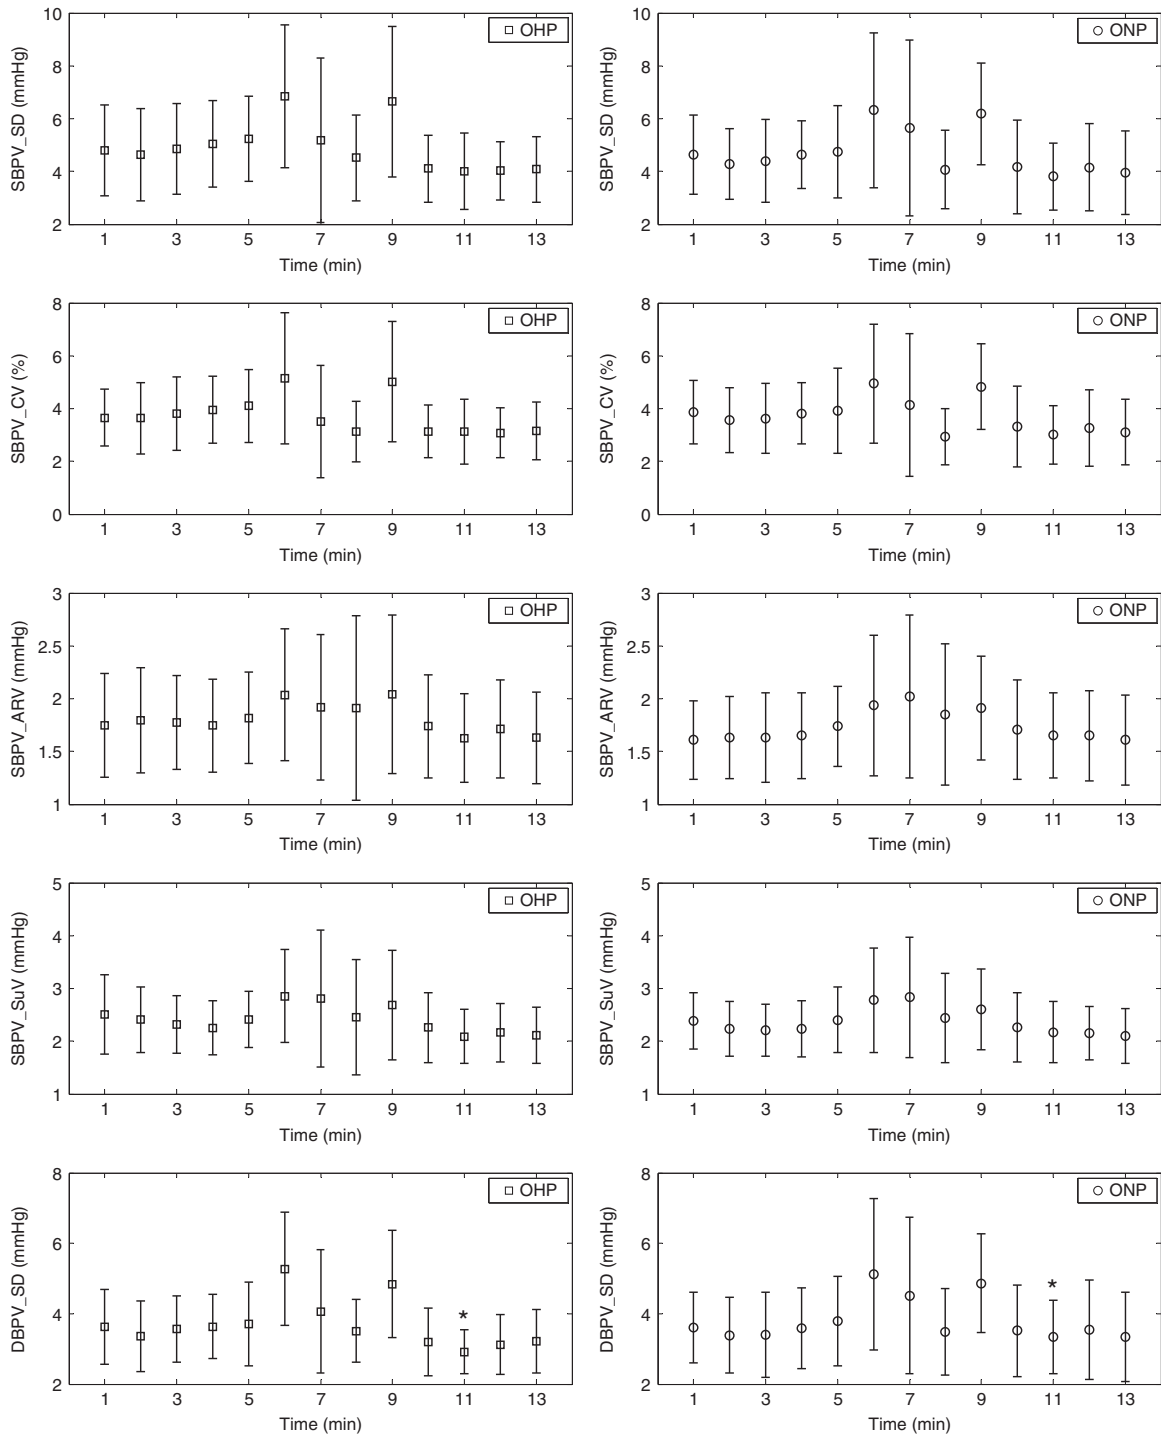 10
8
6
4
2
SBPV_SD (mmHg)
OHP
1 3 5 7 9 11 13
Time (min)
10
8
6
4
2
SBPV_SD (mmHg)
ONP
1 3 5 7 9 11 13
Time (min)
8
6
4
2
0
SBPV_CV (%)
OHP
1 3 5 7 9 11 13
Time (min)
8
6
4
2
0
SBPV_CV (%)
ONP
1 3 5 7 9 11 13
Time (min)
3
2.5
2
1.5
1
SBPV_ARV (mmHg)
OHP
1 3 5 7 9 11 13
Time (min)
3
2.5
2
1.5
1
SBPV_ARV (mmHg)
ONP
1 3 5 7 9 11 13
Time (min)
5
4
3
2
1
SBPV_SuV (mmHg)
OHP
1 3 5 7 9 11 13
Time (min)
5
4
3
2
1
SBPV_SuV (mmHg)
ONP
1 3 5 7 9 11 13
Time (min)
8
6
4
2
DBPV_SD (mmHg)
OHP
*
1 3 5 7 9 11 13
Time (min)
8
6
4
2
DBPV_SD (mmHg)
ONP
*
1 3 5 7 9 11 13
Time (min)